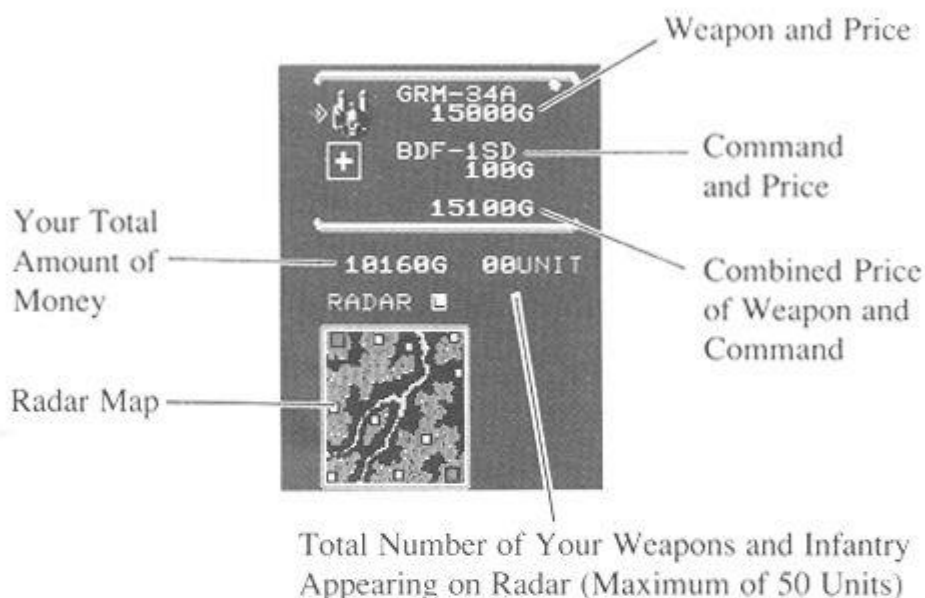 Weapon and Price
GRM-34A
15000G
BDF-1SD
100G
15100G
Command
and Price
Your Total
Amount of
Money
10160G 00UNIT
Combined Price
of Weapon and
Command
RADAR L
Radar Map
Total Number of Your Weapons and Infantry
Appearing on Radar (Maximum of 50 Units)